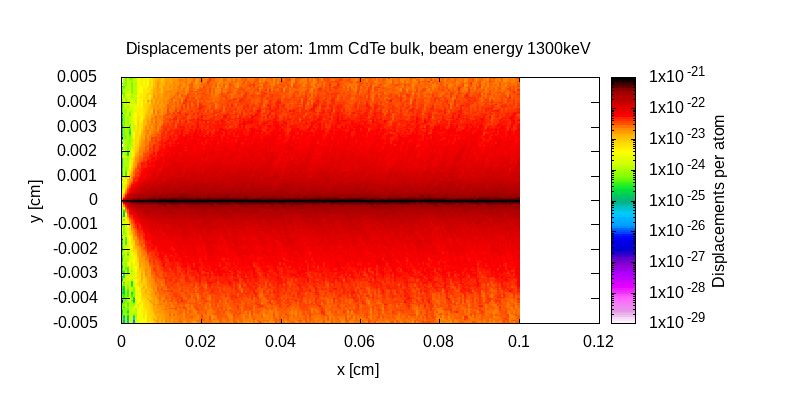 Displacements per atom: 1mm CdTe bulk, beam energy 1300keV
0.005
0.004
0.003
0.002
0.001
0
-0.001
-0.002
-0.003
-0.004
-0.005
y [cm]
0 0.02 0.04 0.06 0.08 0.1 0.12
x [cm]
1x10^-21
1x10^-22
1x10^-23
1x10^-24
1x10^-25
1x10^-26
1x10^-27
1x10^-28
1x10^-29
Displacements per atom